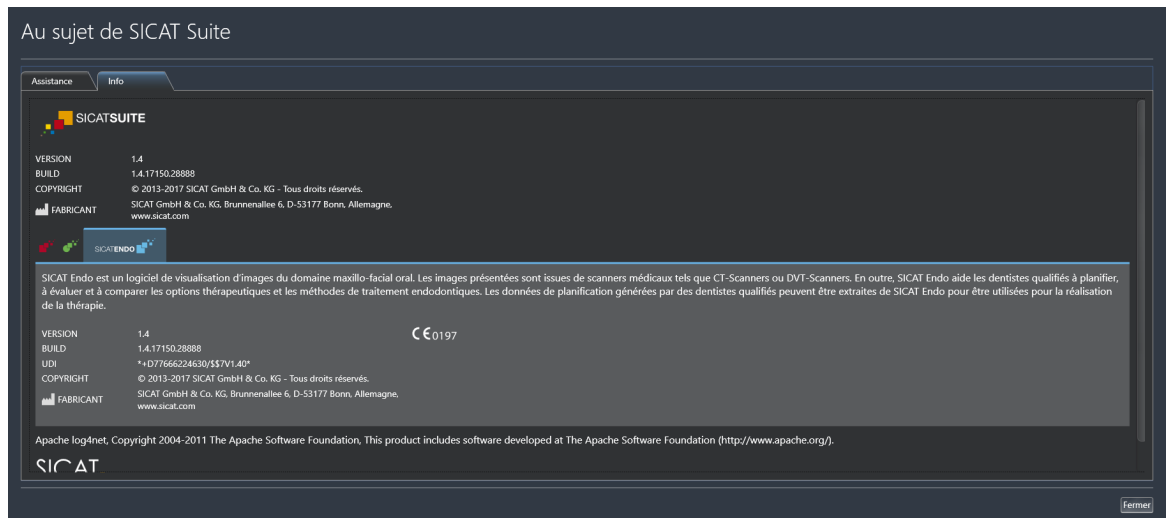 Au sujet de SICAT Suite
Assistance
Info
SICATSUITE
VERSION 1.4
BUILD 1.4.17150.28888
COPYRIGHT © 2013-2017 SICAT GmbH & Co. KG - Tous droits réservés.
FABRICANT SICAT GmbH & Co. KG, Brunnenallee 6, D-53177 Bonn, Allemagne,
www.sicat.com
SICATENDO
SICAT Endo est un logiciel de visualisation d'images du domaine maxillo-facial oral. Les images présentées sont issues de scanners médicaux tels que CT-Scanners ou DVT-Scanners. En outre, SICAT Endo aide les dentistes qualifiés à planifier,
à évaluer et à comparer les options thérapeutiques et les méthodes de traitement endodontiques. Les données de planification générées par des dentistes qualifiés peuvent être extraites de SICAT Endo pour être utilisées pour la réalisation
de la thérapie.
VERSION 1.4 CE0197
BUILD 1.4.17150.28888
UDI *+D77666224630/$$7V1.40*
COPYRIGHT © 2013-2017 SICAT GmbH & Co. KG - Tous droits réservés.
FABRICANT SICAT GmbH & Co. KG, Brunnenallee 6, D-53177 Bonn, Allemagne,
www.sicat.com
Apache log4net, Copyright 2004-2011 The Apache Software Foundation, This product includes software developed at The Apache Software Foundation (http://www.apache.org/).
SICAT
Fermer